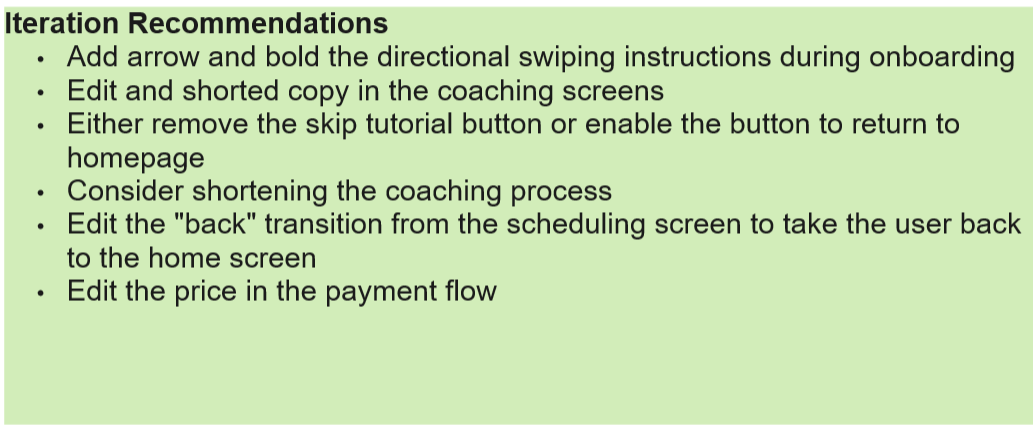 Iteration Recommendations
• Add arrow and bold the directional swiping instructions during onboarding
• Edit and shorted copy in the coaching screens
• Either remove the skip tutorial button or enable the button to return to
homepage
• Consider shortening the coaching process
• Edit the "back" transition from the scheduling screen to take the user back
to the home screen
• Edit the price in the payment flow